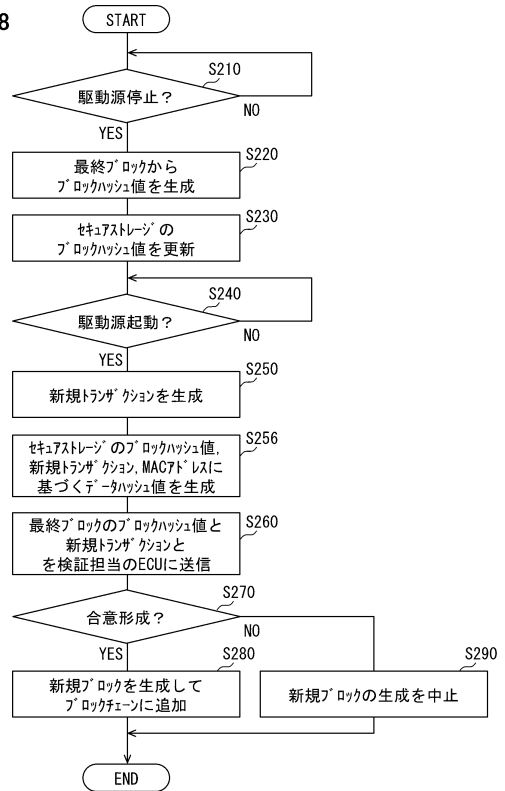 8
START
S210
駆動源停止？
NO
YES
S220
最終ブロックから
ブロックハッシュ値を生成
S230
セキュアストレージの
ブロックハッシュ値を更新
S240
駆動源起動？
NO
YES
S250
新規トランザクションを生成
S256
セキュアストレージのブロックハッシュ値,
新規トランザクション,MACアドレスに
基づくデータハッシュ値を生成
S260
最終ブロックのブロックハッシュ値と
新規トランザクションと
を検証担当のECUに送信
S270
合意形成？
NO
YES
S280
新規ブロックを生成して
ブロックチェーンに追加
S290
新規ブロックの生成を中止
END